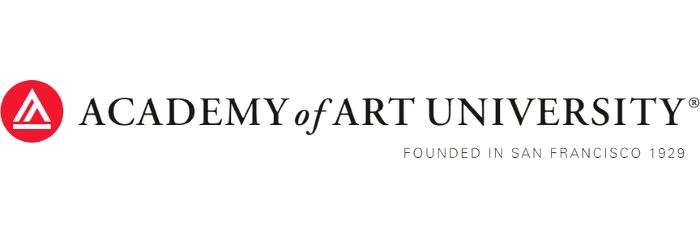 ACADEMY of ART UNIVERSITY®
FOUNDED IN SAN FRANCISCO 1929